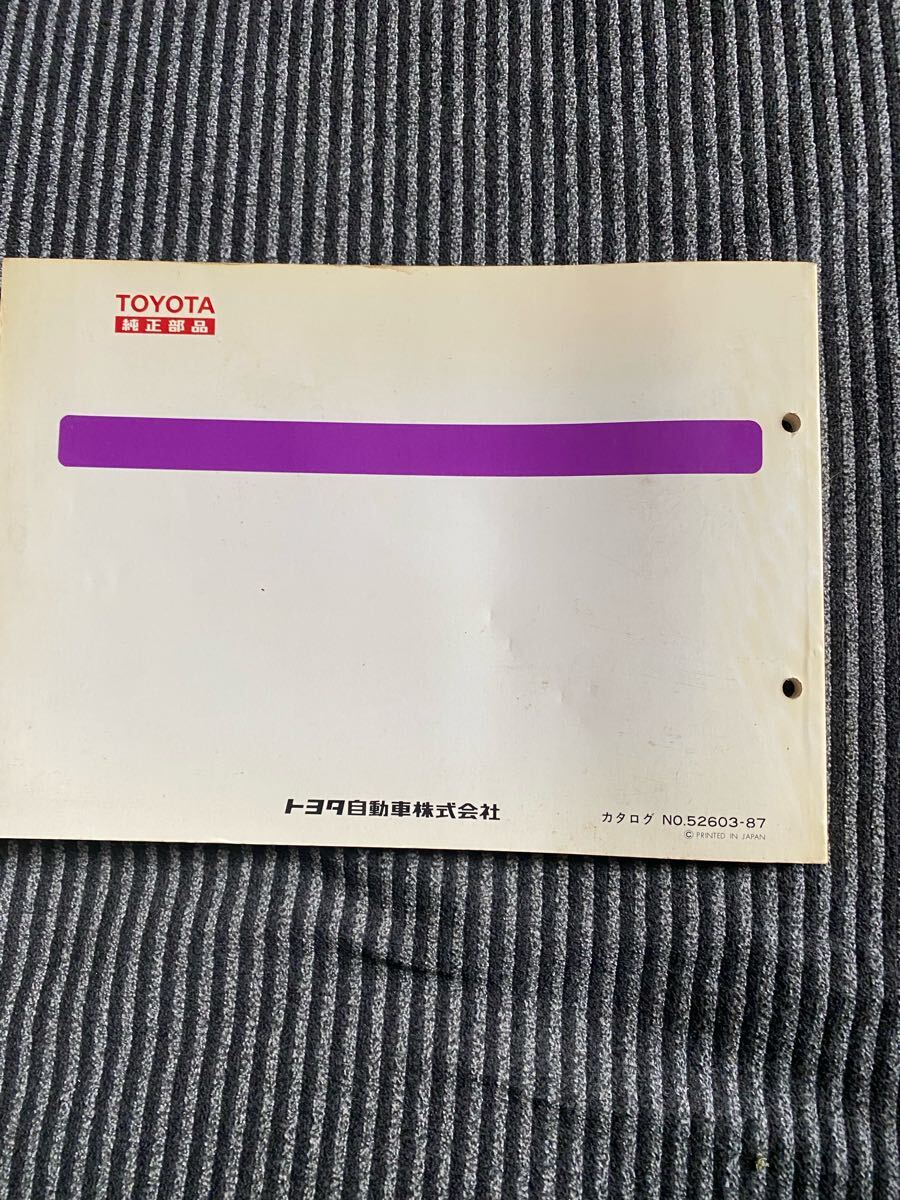 TOYOTA
純正部品
トヨタ自動車株式会社
カタログ NO.52603-87
© PRINTED IN JAPAN